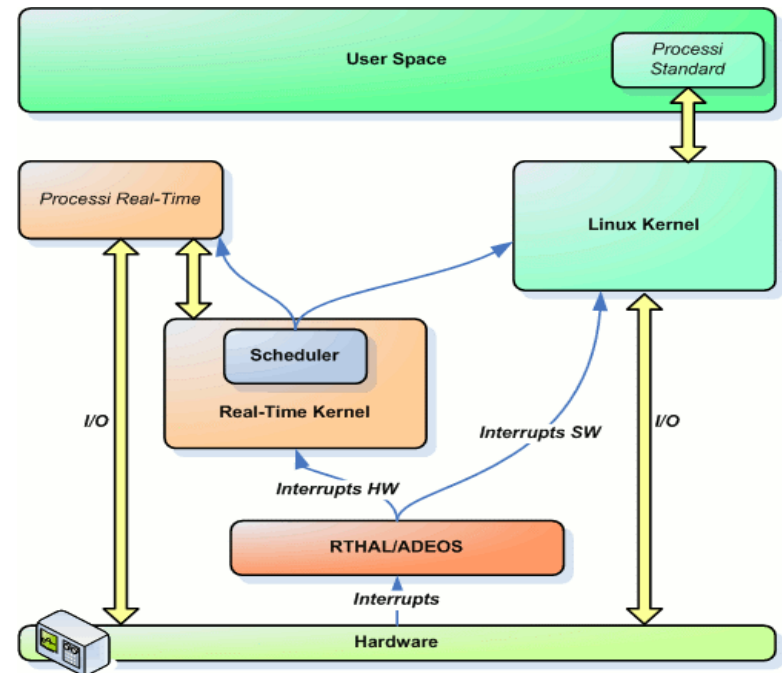 User Space
Processi
Standard
Processi Real-Time
Linux Kernel
Scheduler
Real-Time Kernel
I/O
Interrupts SW
I/O
Interrupts HW
RTHAL/ADEOS
Interrupts
Hardware